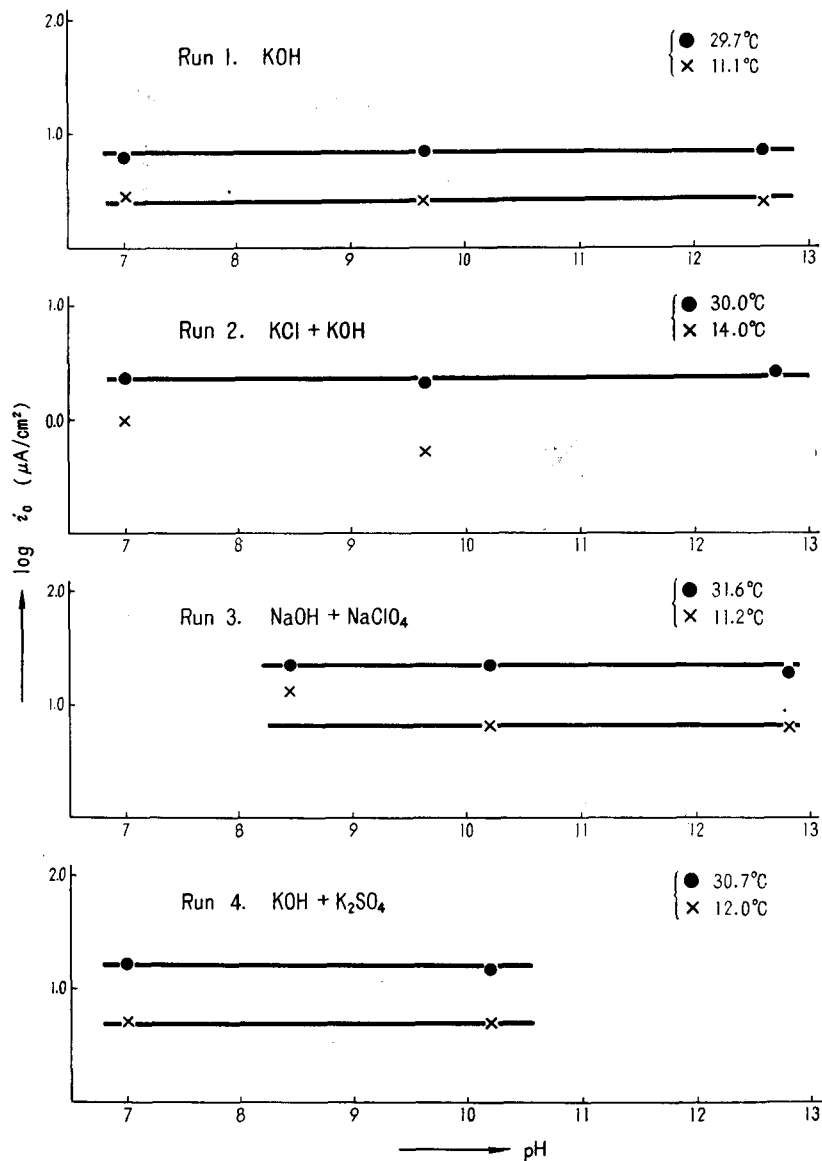 2.0
Run 1. KOH
● 29.7°C
× 11.1°C
1.0
7 8 9 10 11 12 13
1.0
Run 2. KCl + KOH
● 30.0°C
× 14.0°C
0.0
7 8 9 10 11 12 13
log i₀ (μA/cm²)
2.0
Run 3. NaOH + NaClO₄
● 31.6°C
× 11.2°C
1.0
7 8 9 10 11 12 13
2.0
Run 4. KOH + K₂SO₄
● 30.7°C
× 12.0°C
1.0
7 8 9 10 11 12 13
pH